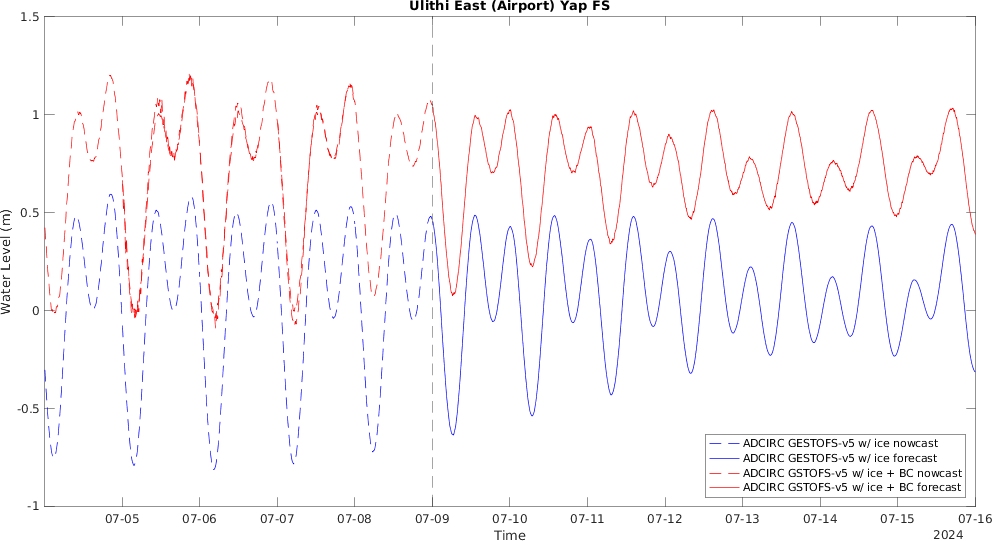 Ulithi East (Airport) Yap FS
1.5
1
0.5
0
-0.5
-1
Water Level (m)
ADCIRC GESTOFS-v5 w/ ice nowcast
ADCIRC GESTOFS-v5 w/ ice forecast
ADCIRC GSTOFS-v5 w/ ice + BC nowcast
ADCIRC GSTOFS-v5 w/ ice + BC forecast
07-05 07-06 07-07 07-08 07-09 07-10 07-11 07-12 07-13 07-14 07-15 07-16
Time 2024